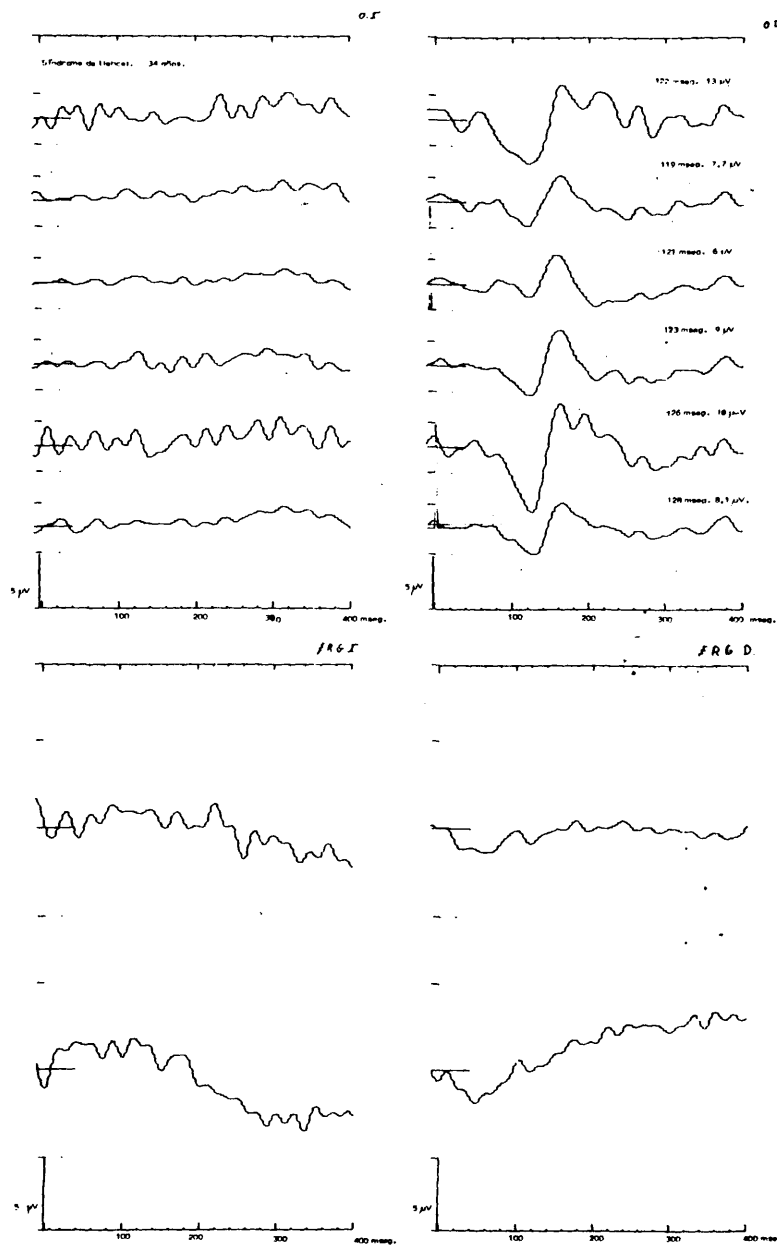 O.I
O.D
Síndrome de Hancel. 34 años.
122 mseg. 13 µV
119 mseg. 7,7 µV
121 mseg. 6 µV
123 mseg. 9 µV
126 mseg. 18 µV
128 mseg. 8,1 µV.
5 µV
100
200
300
400 mseg.
5 µV
100
200
300
400 mseg.
ERG I
ERG D.
5 µV
100
200
300
400 mseg.
5 µV
100
200
300
400 mseg